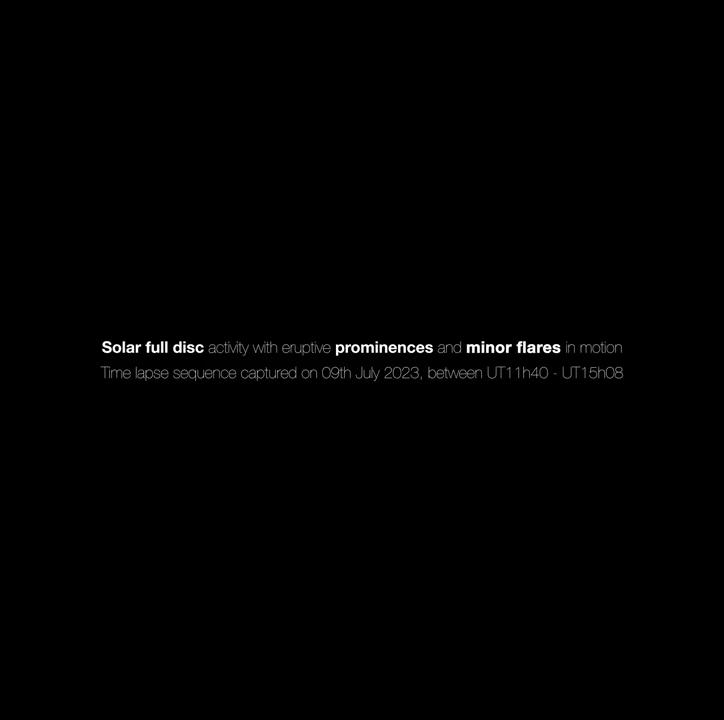 Solar full disc activity with eruptive prominences and minor flares in motion
Time lapse sequence captured on 09th July 2023, between UT11h40 - UT15h08